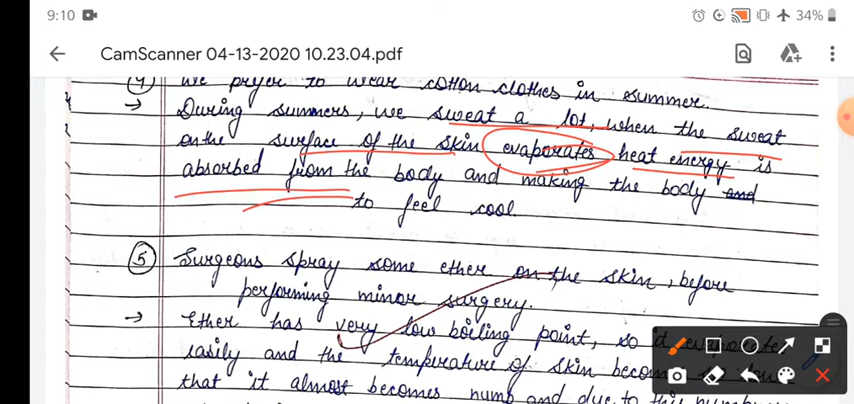 9:10
34%
CamScanner 04-13-2020 10.23.04.pdf
④ We prefer to wear cotton clothes in summer.
→ During summers, we sweat a lot, when the sweat
on the surface of the skin evaporates heat energy is
absorbed from the body and making the body and
to feel cool.
⑤ Surgeons spray some ether on the skin, before
performing minor surgery.
→ Ether has very low boiling point, so it evaporates
easily and the temperature of skin
that it almost becomes numb and due to this